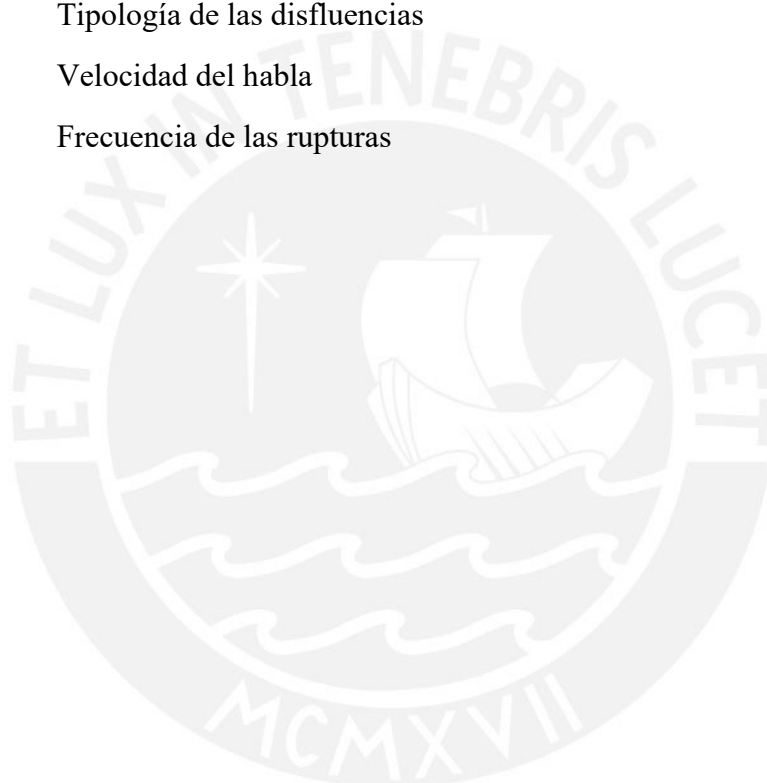 Tipología de las disfluencias
Velocidad del habla
Frecuencia de las rupturas
ET LUX IN TENEBRIS LUCET
MCMXVII